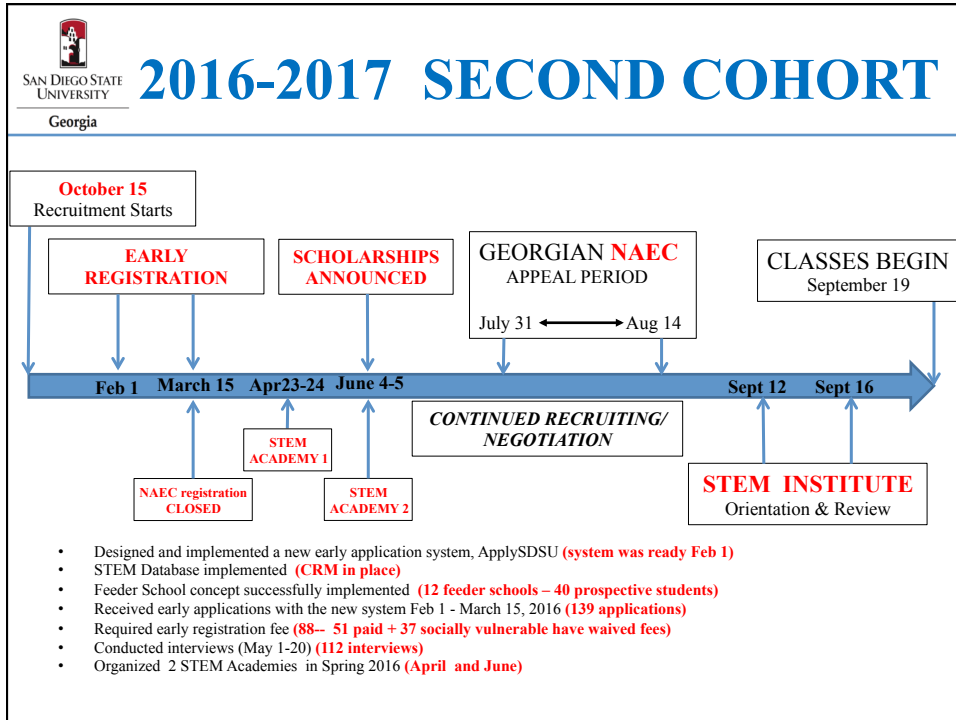 SAN DIEGO STATE
UNIVERSITY
Georgia
2016-2017 SECOND COHORT
October 15
Recruitment Starts
EARLY
REGISTRATION
SCHOLARSHIPS
ANNOUNCED
GEORGIAN NAEC
APPEAL PERIOD
July 31 Aug 14
CLASSES BEGIN
September 19
Feb 1 March 15 Apr23-24 June 4-5 Sept 12 Sept 16
CONTINUED RECRUITING/
NEGOTIATION
STEM
ACADEMY 1
NAEC registration
CLOSED
STEM
ACADEMY 2
STEM INSTITUTE
Orientation & Review
• Designed and implemented a new early application system, ApplySDSU (system was ready Feb 1)
• STEM Database implemented (CRM in place)
• Feeder School concept successfully implemented (12 feeder schools – 40 prospective students)
• Received early applications with the new system Feb 1 - March 15, 2016 (139 applications)
• Required early registration fee (88-- 51 paid + 37 socially vulnerable have waived fees)
• Conducted interviews (May 1-20) (112 interviews)
• Organized 2 STEM Academies in Spring 2016 (April and June)